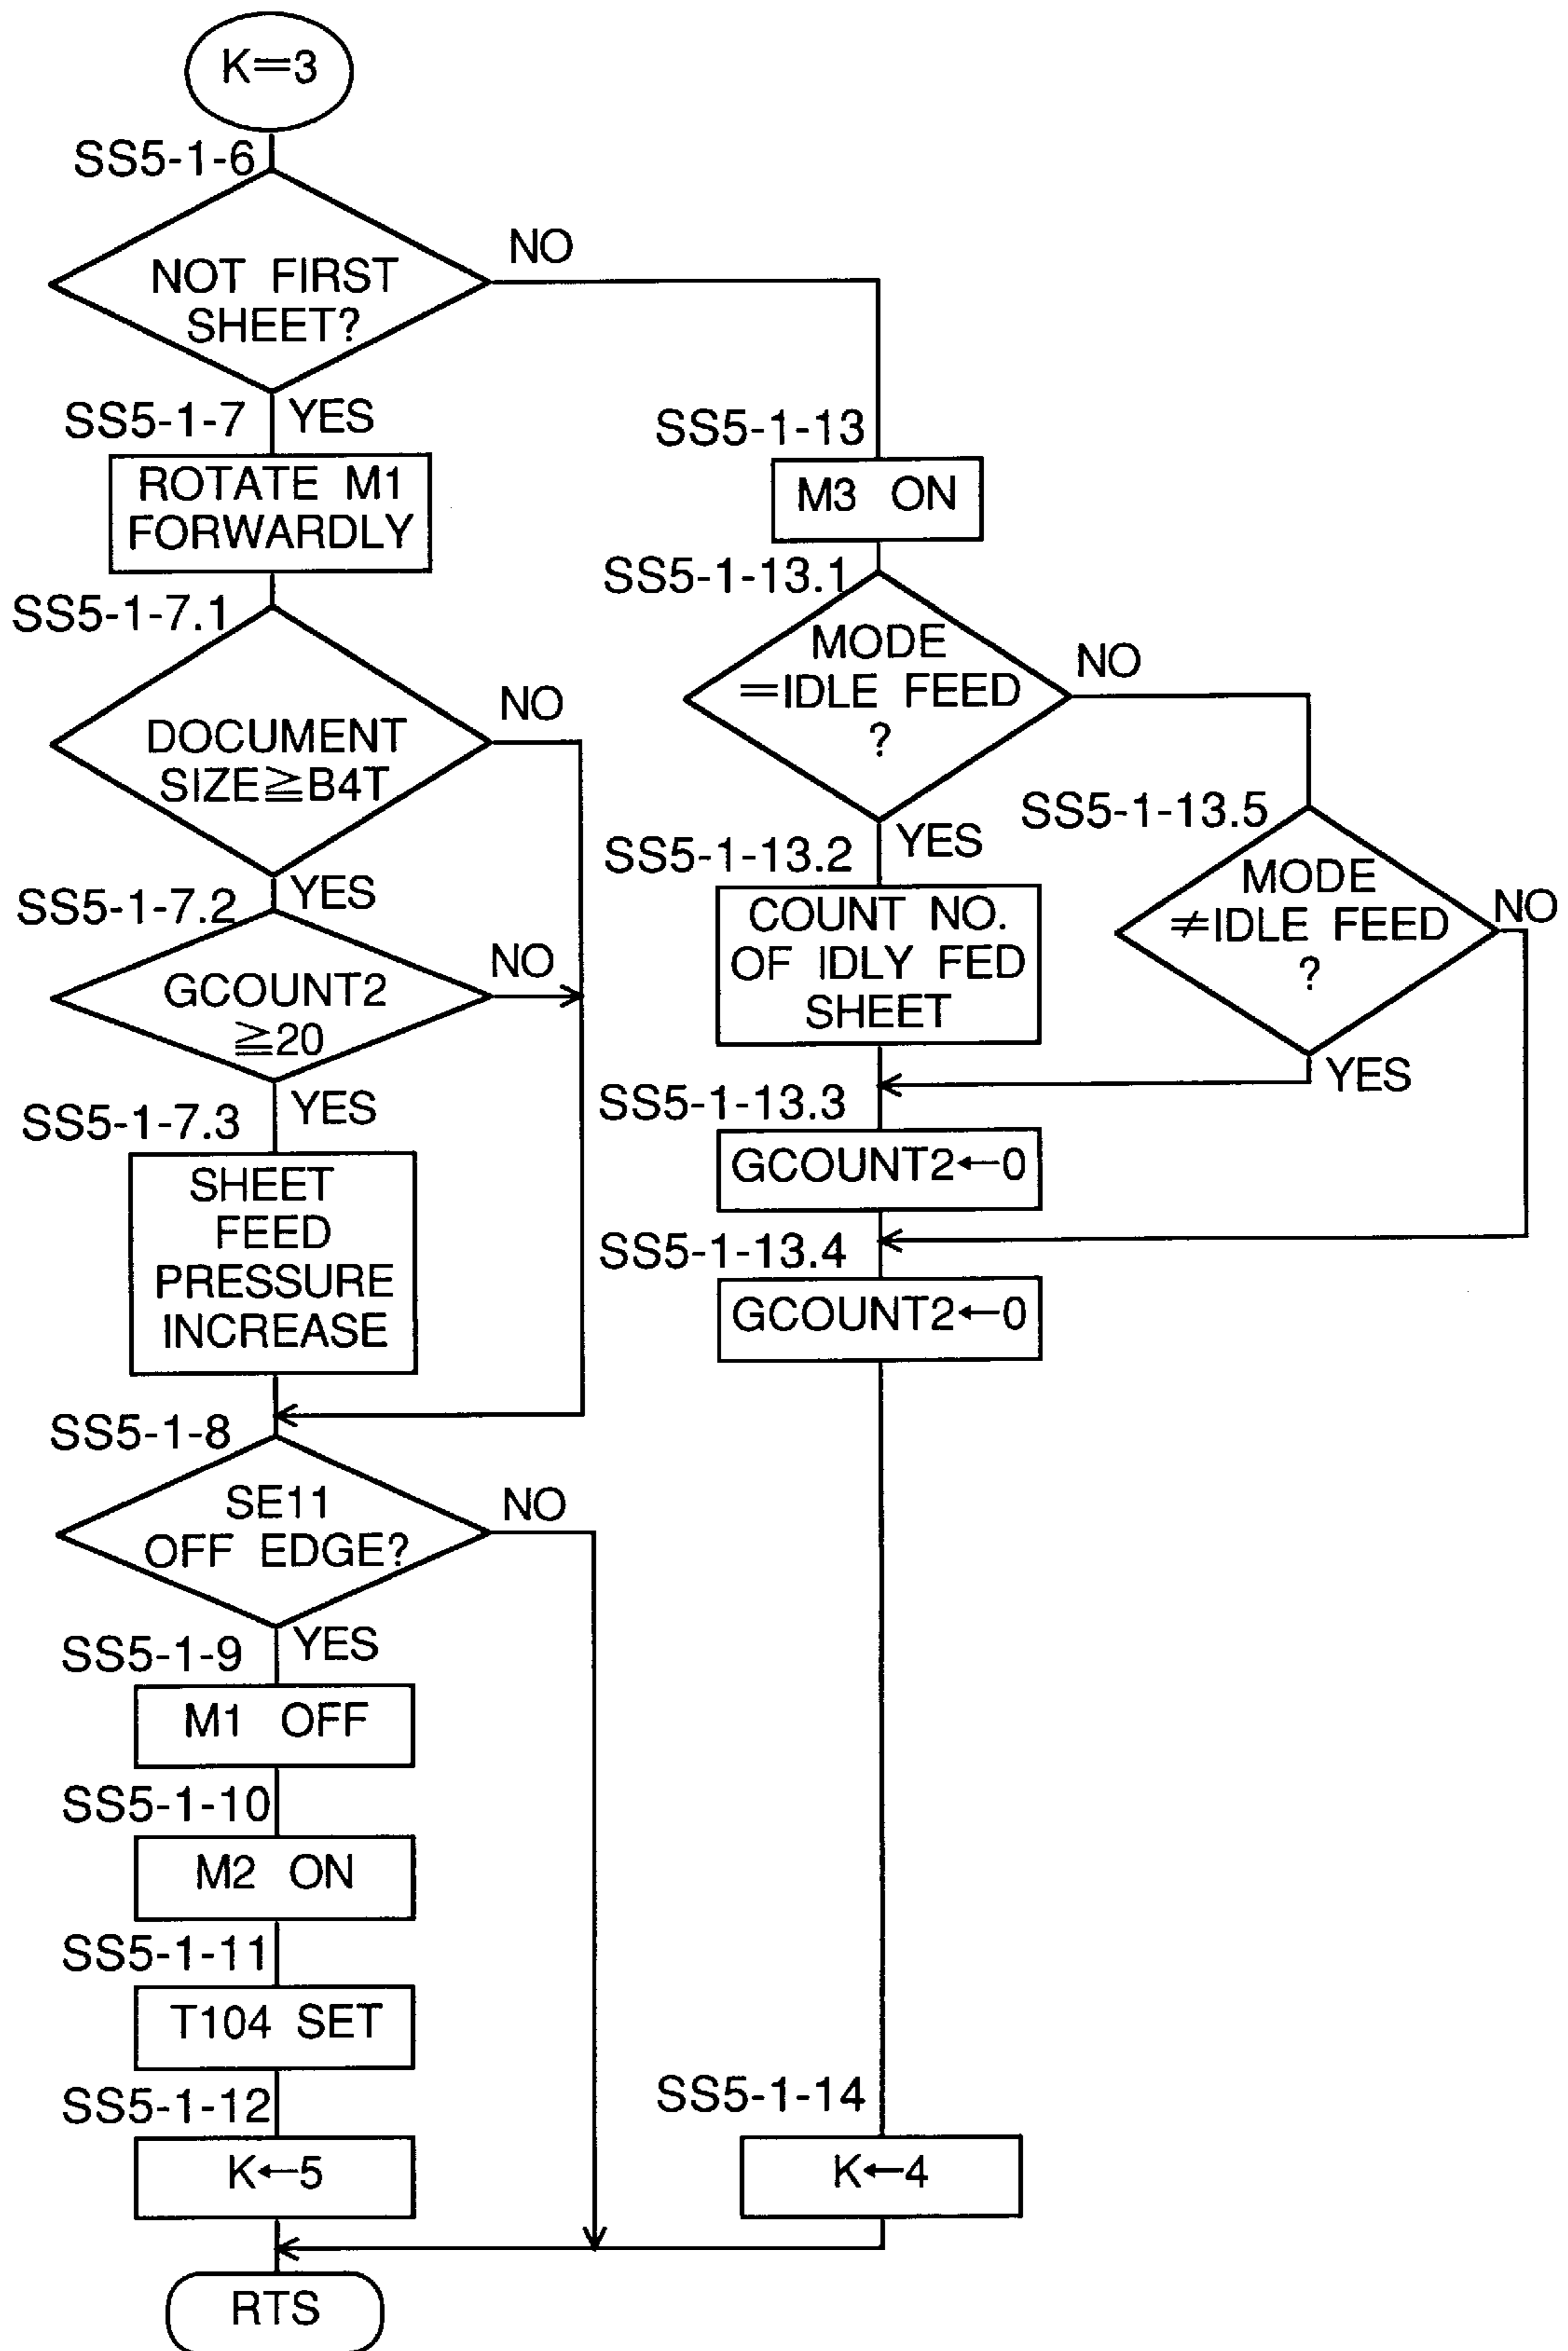 K=3
SS5-1-6
NOT FIRST
SHEET?
NO
SS5-1-7
YES
ROTATE M1
FORWARDLY
SS5-1-7.1
DOCUMENT
SIZE≧B4T
NO
SS5-1-7.2
YES
GCOUNT2
≧20
NO
SS5-1-7.3
YES
SHEET
FEED
PRESSURE
INCREASE
SS5-1-8
SE11
OFF EDGE?
NO
SS5-1-9
YES
M1 OFF
SS5-1-10
M2 ON
SS5-1-11
T104 SET
SS5-1-12
K←5
RTS
SS5-1-13
M3 ON
SS5-1-13.1
MODE
=IDLE FEED
?
NO
SS5-1-13.2
YES
COUNT NO.
OF IDLY FED
SHEET
SS5-1-13.5
MODE
≠IDLE FEED
?
NO
YES
SS5-1-13.3
GCOUNT2←0
SS5-1-13.4
GCOUNT2←0
SS5-1-14
K←4